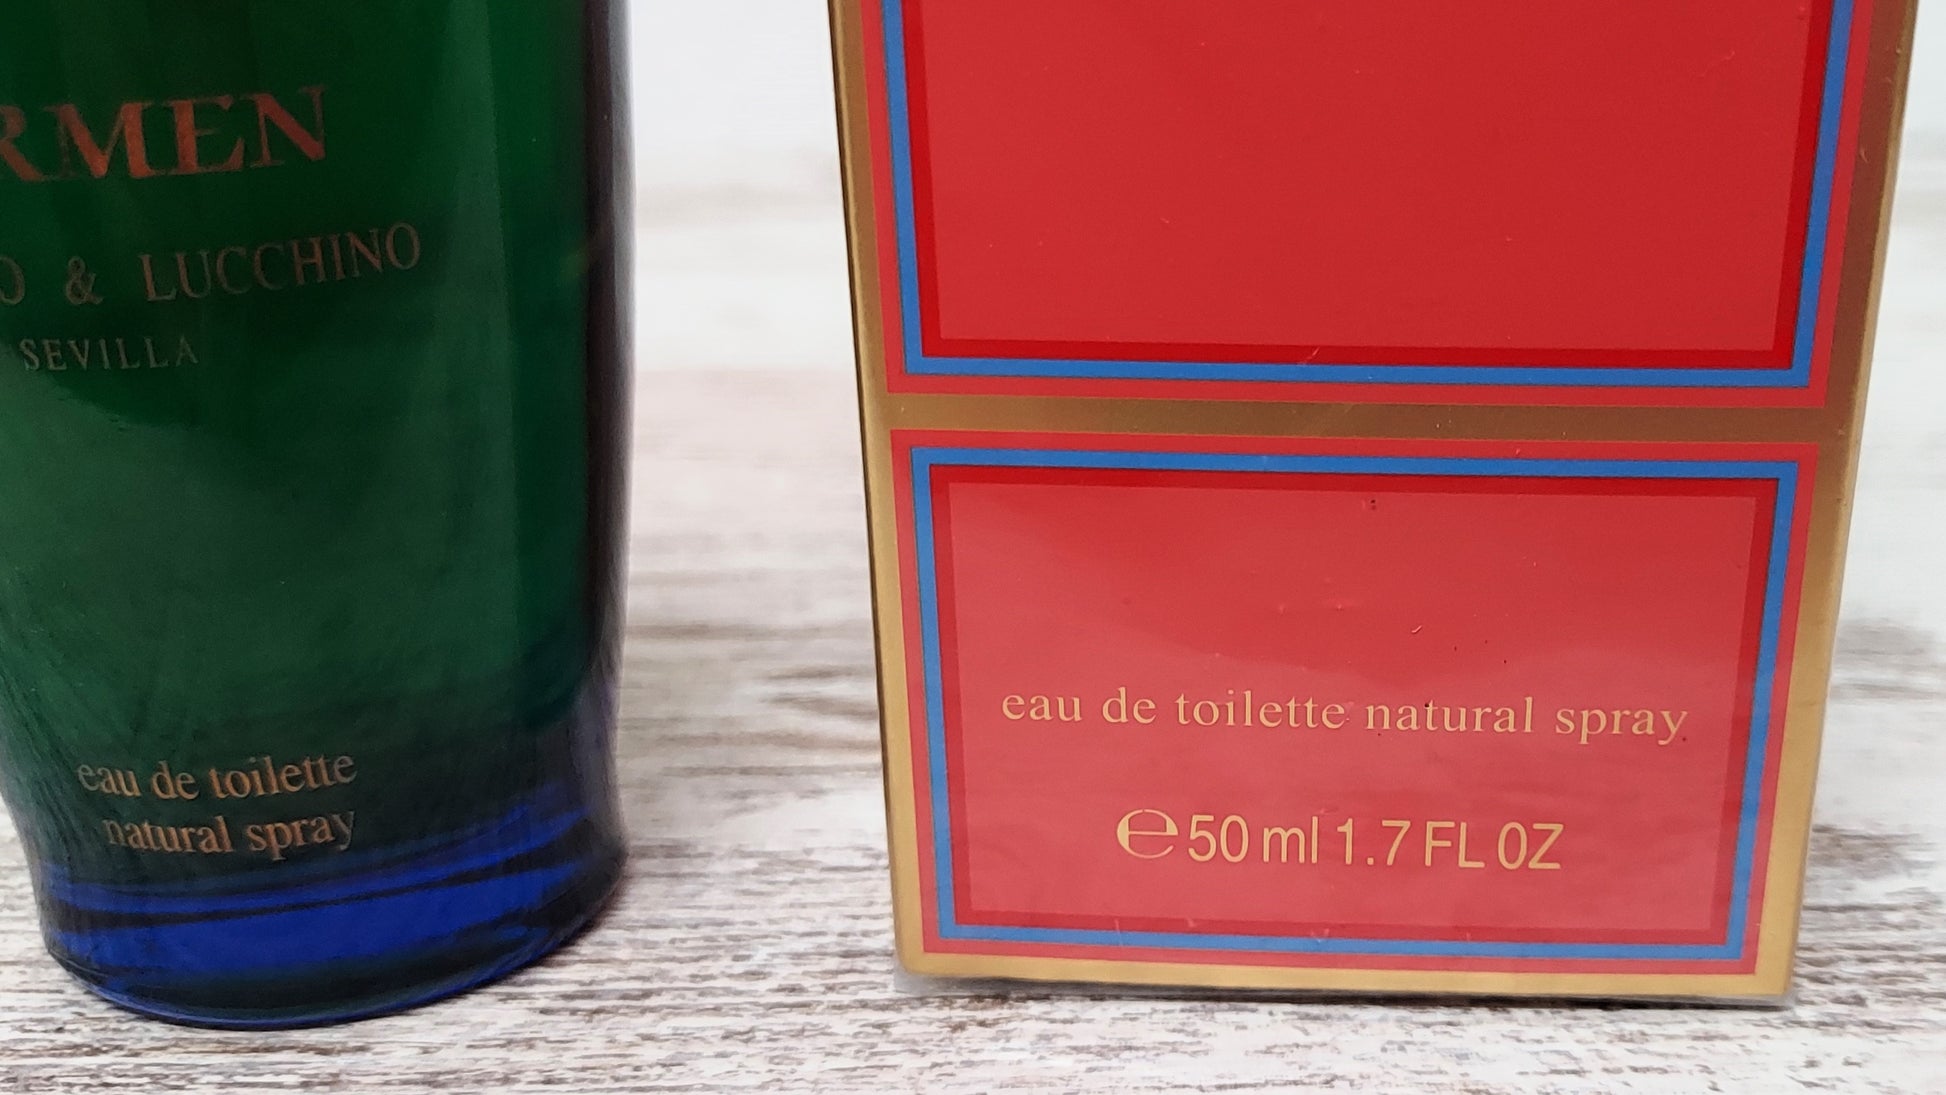 RMEN
O & LUCCHINO
SEVILLA
eau de toilette
natural spray
eau de toilette natural spray
℮ 50 ml 1.7 FL OZ